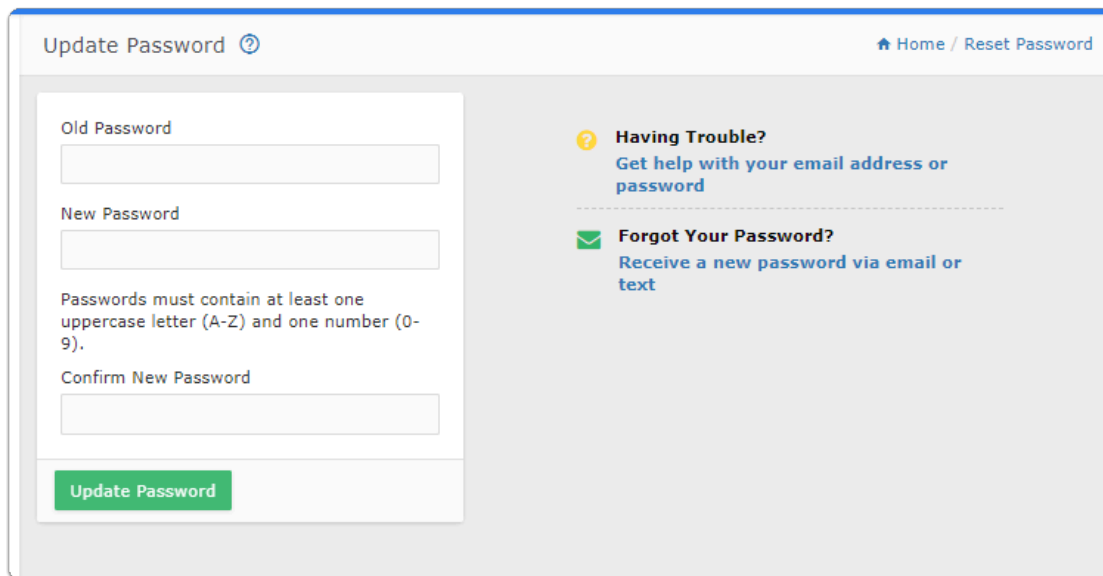 Update Password
Home / Reset Password
Old Password
New Password
Passwords must contain at least one
uppercase letter (A-Z) and one number (0-
9).
Confirm New Password
Update Password
Having Trouble?
Get help with your email address or
password
Forgot Your Password?
Receive a new password via email or
text